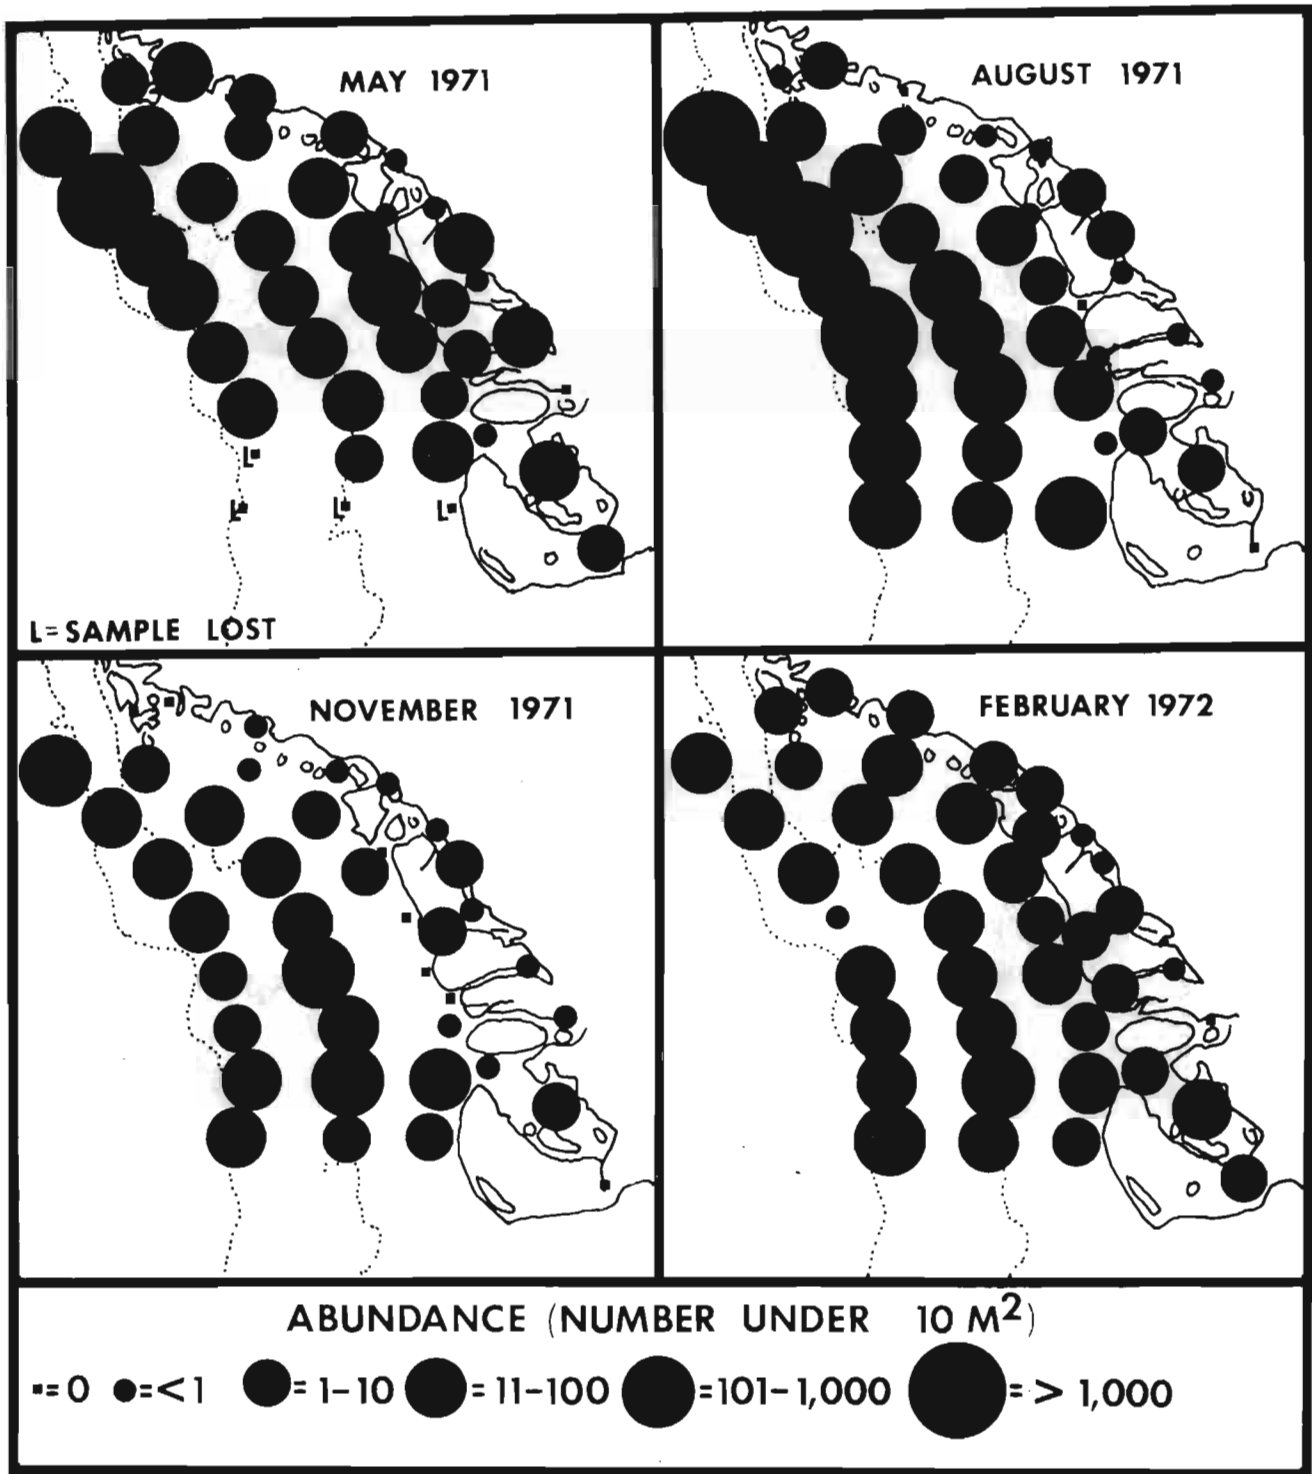 MAY 1971
AUGUST 1971
L
L
L
L
L=SAMPLE LOST
NOVEMBER 1971
FEBRUARY 1972
ABUNDANCE (NUMBER UNDER 10 M²)
=0 =<1 =1-10 =11-100 =101-1,000 => 1,000